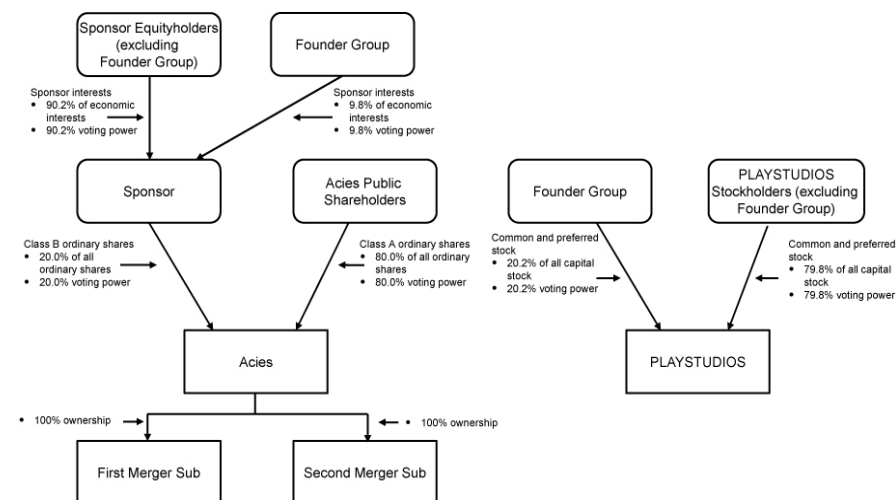 Sponsor Equityholders
(excluding
Founder Group)
Founder Group
Sponsor interests
• 90.2% of economic
interests
• 90.2% voting power
Sponsor interests
• 9.8% of economic
interests
• 9.8% voting power
Sponsor
Acies Public
Shareholders
Founder Group
PLAYSTUDIOS
Stockholders (excluding
Founder Group)
Class B ordinary shares
• 20.0% of all
ordinary shares
• 20.0% voting power
Class A ordinary shares
• 80.0% of all ordinary
shares
• 80.0% voting power
Common and preferred
stock
• 20.2% of all capital
stock
• 20.2% voting power
Common and preferred
stock
• 79.8% of all capital
stock
• 79.8% voting power
Acies
PLAYSTUDIOS
• 100% ownership
• 100% ownership
First Merger Sub
Second Merger Sub